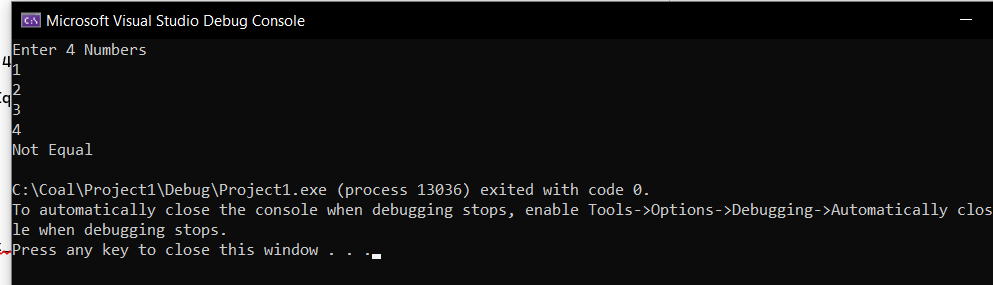 Microsoft Visual Studio Debug Console
Enter 4 Numbers
1
2
3
4
Not Equal
C:\Coal\Project1\Debug\Project1.exe (process 13036) exited with code 0.
To automatically close the console when debugging stops, enable Tools->Options->Debugging->Automatically clos
le when debugging stops.
Press any key to close this window . . .